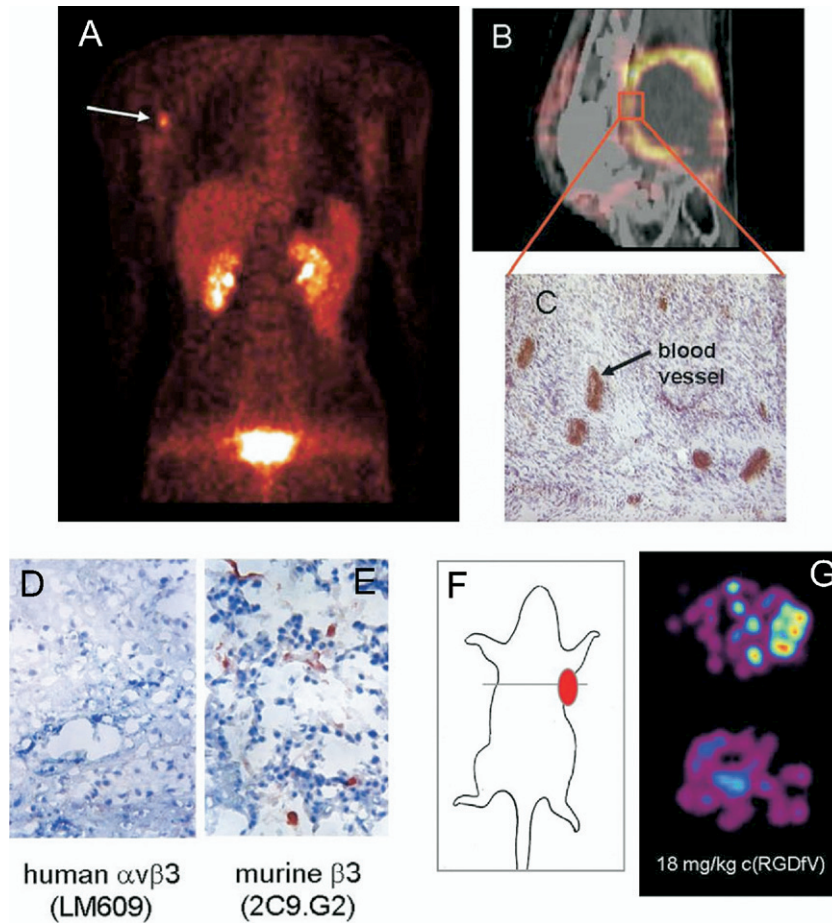 A
B
C
blood
vessel
D
E
human αvβ3
(LM609)
murine β3
(2C9.G2)
F
G
18 mg/kg c(RGDfV)